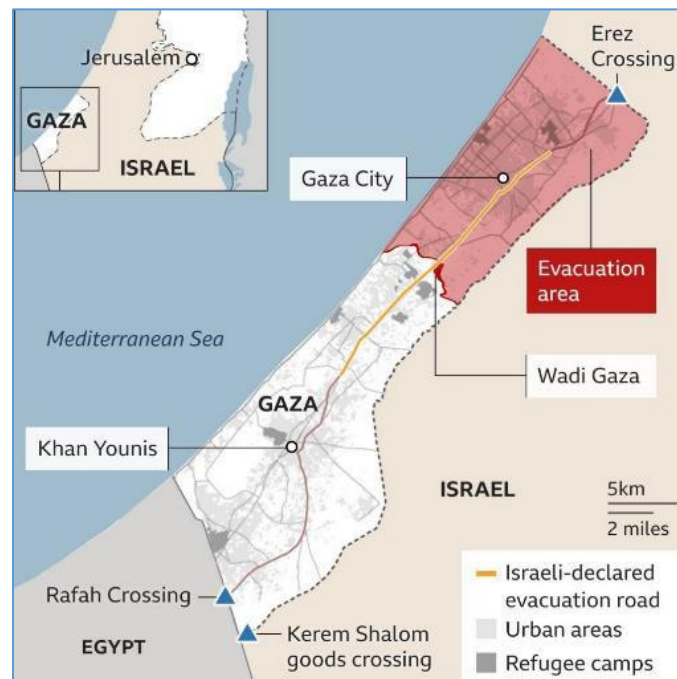 Jerusalem
GAZA
ISRAEL
Erez
Crossing
Gaza City
Evacuation
area
Mediterranean Sea
Wadi Gaza
GAZA
Khan Younis
ISRAEL
5km
2 miles
Rafah Crossing
EGYPT
Kerem Shalom
goods crossing
Israeli-declared
evacuation road
Urban areas
Refugee camps